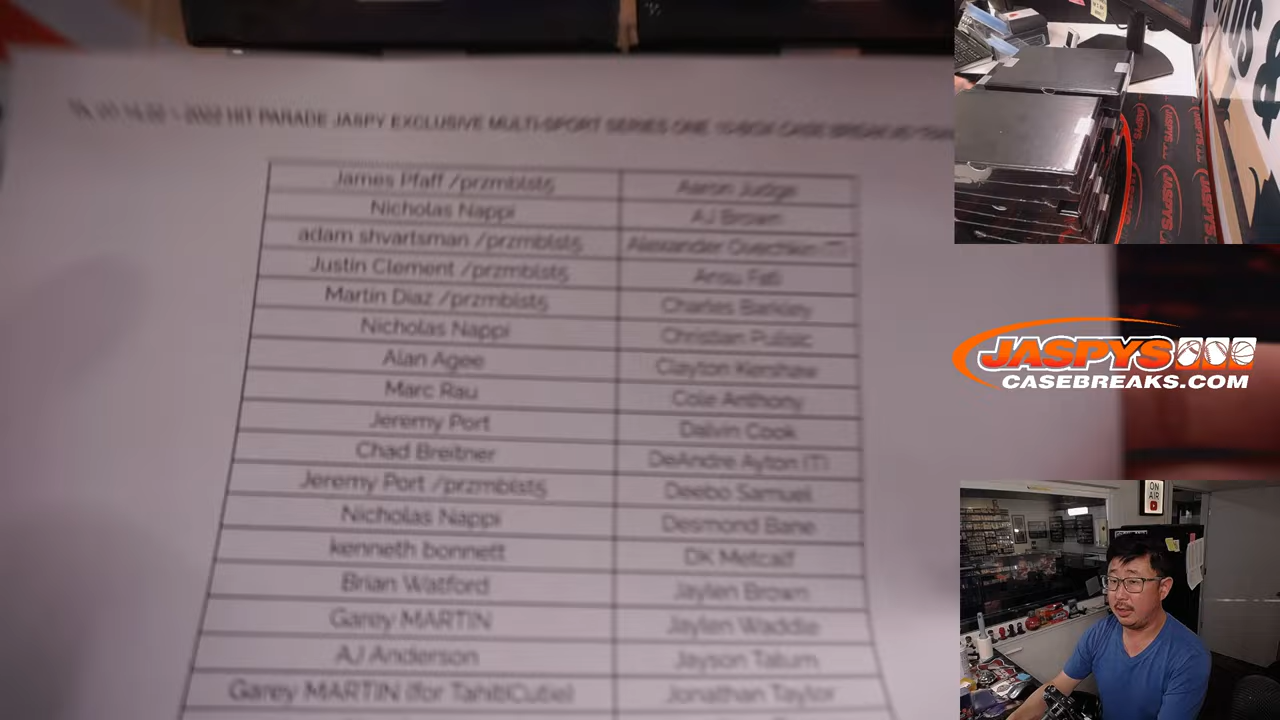 HIT PARADE JASPY EXCLUSIVE MULTI-SPORT SERIES ONE 10-BOX CASE BREAK
James Pfaff /przmblst5 Aaron Judge
Nicholas Nappi AJ Brown
adam shvartsman /przmblst5 Alexander Ovechkin
Justin Clement /przmblst5 Ansu Fati
Martin Diaz /przmblst5 Charles Barkley
Nicholas Nappi Christian Pulisic
Alan Agee Clayton Kershaw
Marc Rau Cole Anthony
Jeremy Port Dalvin Cook
Chad Breitner DeAndre Ayton (T)
Jeremy Port /przmblst5 Deebo Samuel
Nicholas Nappi Desmond Bane
kenneth bonnett DK Metcalf
Brian Watford Jaylen Brown
Garey MARTIN Jaylen Waddle
AJ Anderson Jayson Tatum
Garey MARTIN (for TahitiCutie) Jonathan Taylor
JASPYS
CASEBREAKS.COM
ON
AIR